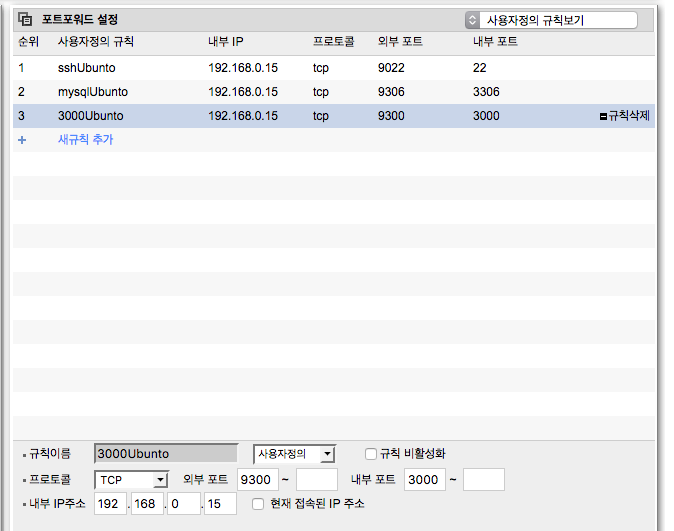 포트포워드 설정 사용자정의 규칙보기
순위 사용자정의 규칙 내부 IP 프로토콜 외부 포트 내부 포트
1 sshUbunto 192.168.0.15 tcp 9022 22
2 mysqlUbunto 192.168.0.15 tcp 9306 3306
3 3000Ubunto 192.168.0.15 tcp 9300 3000 규칙삭제
+ 새규칙 추가
규칙이름 3000Ubunto 사용자정의 규칙 비활성화
프로토콜 TCP 외부 포트 9300 ~ 내부 포트 3000 ~
내부 IP주소 192 . 168 . 0 . 15 현재 접속된 IP 주소